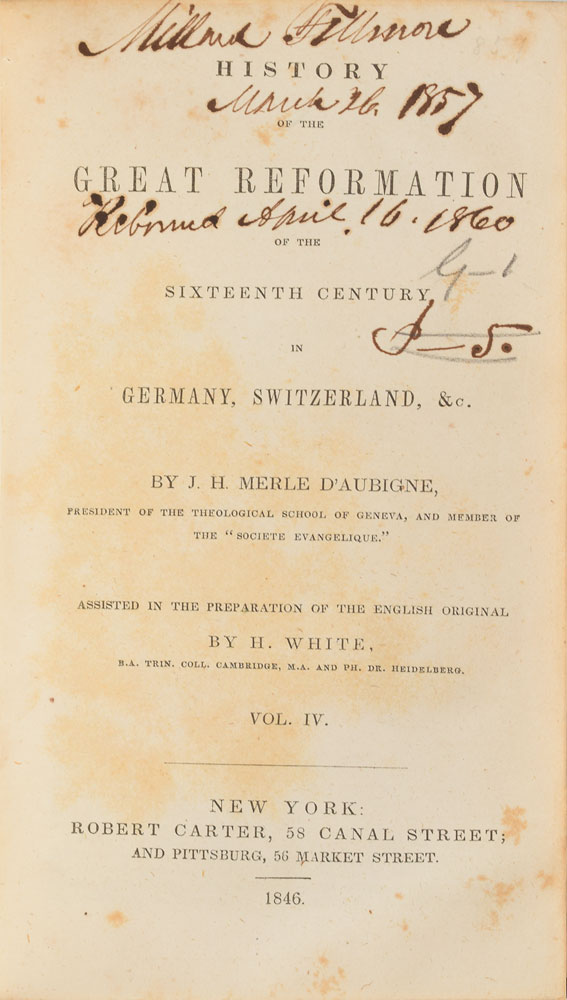 Millard Fillmore
HISTORY
March 26. 1857
OF THE
GREAT REFORMATION
April 16. 1860
OF THE
G-1
SIXTEENTH CENTURY
IN
GERMANY, SWITZERLAND, &c.
BY J. H. MERLE D'AUBIGNE,
PRESIDENT OF THE THEOLOGICAL SCHOOL OF GENEVA, AND MEMBER OF
THE "SOCIETE EVANGELIQUE."
ASSISTED IN THE PREPARATION OF THE ENGLISH ORIGINAL
BY H. WHITE,
B.A. TRIN. COLL. CAMBRIDGE, M.A. AND PH. DR. HEIDELBERG.
VOL. IV.
NEW YORK:
ROBERT CARTER, 58 CANAL STREET;
AND PITTSBURG, 56 MARKET STREET.
1846.